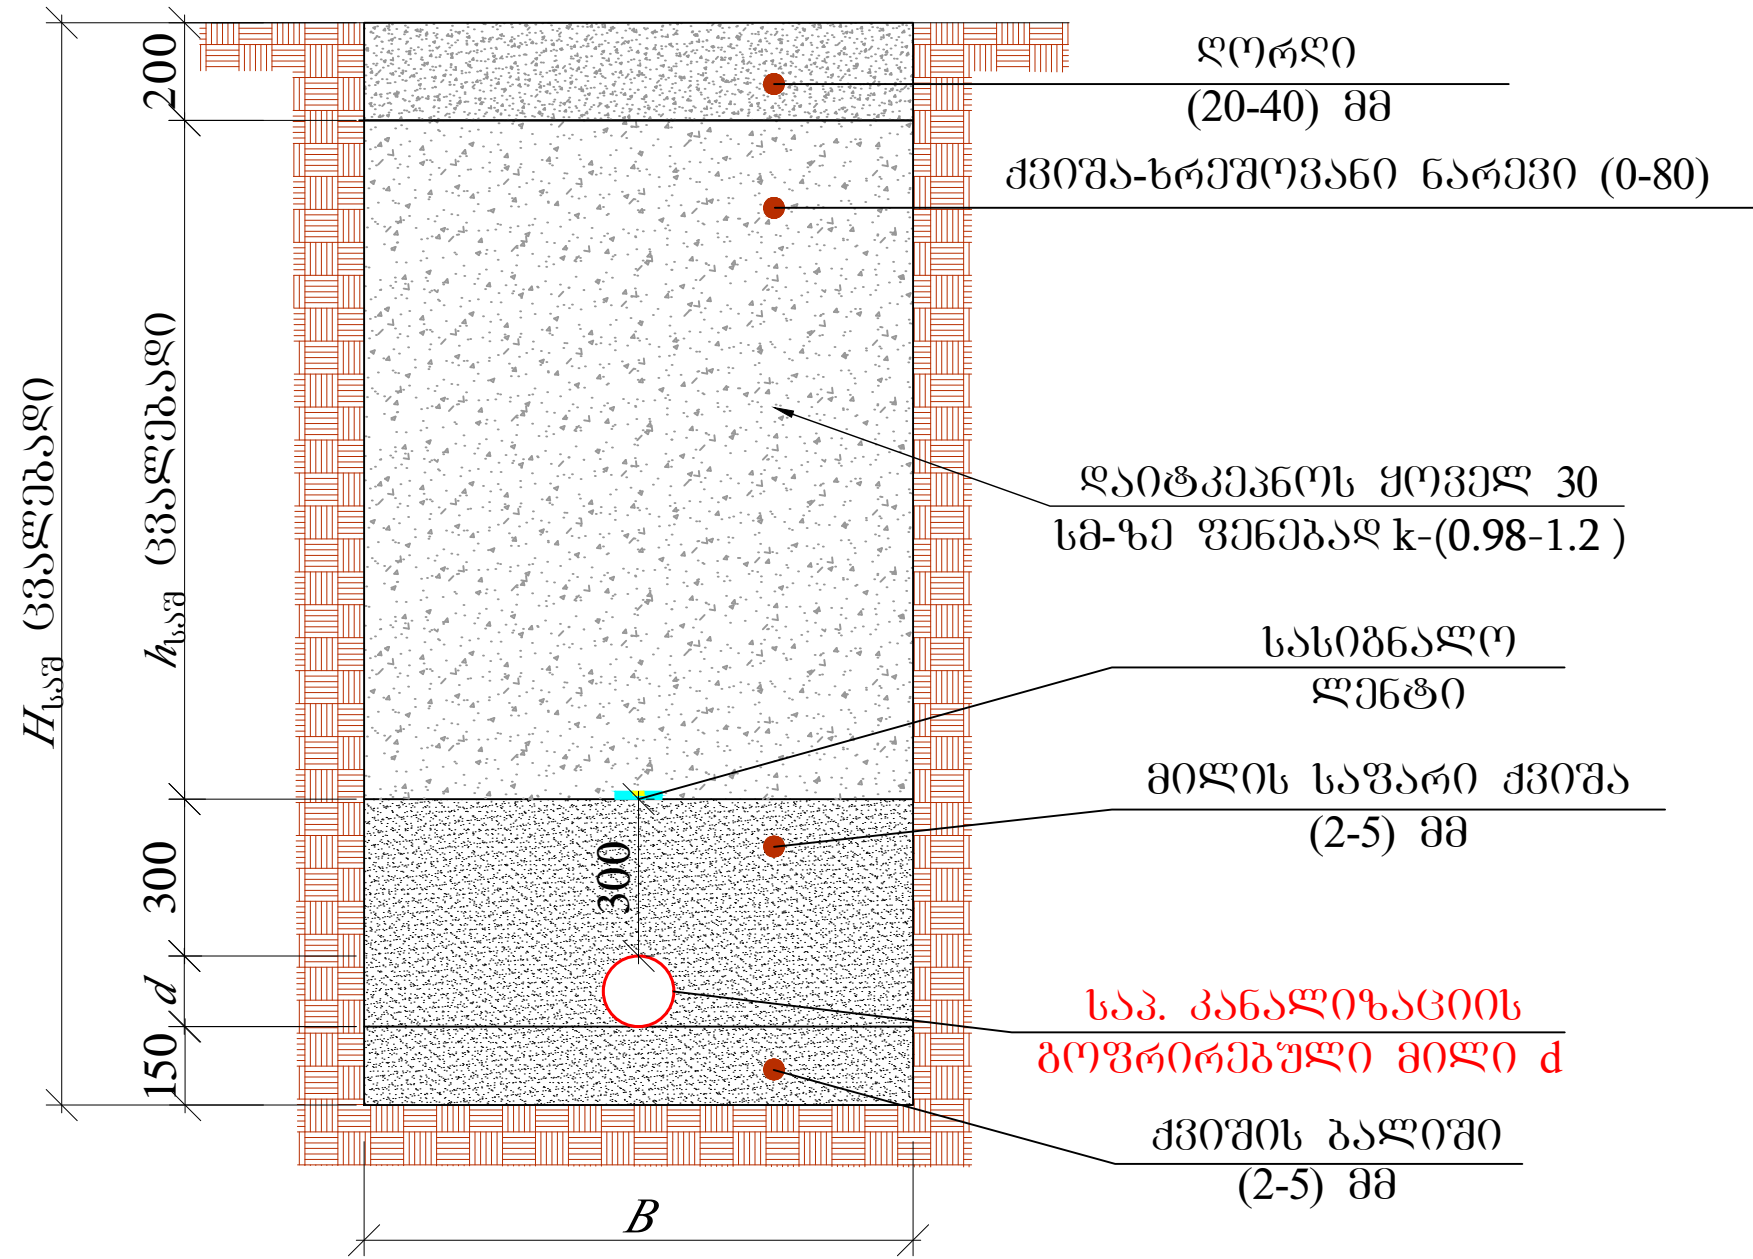 200
ღორღი
(20-40) მმ
ქვიშა-ხრეშოვანი ნარევი (0-80)
Hსაშ ცვალებადი
hსაშ ცვალებადი
დაიტკეპნოს ყოველ 30
სმ-ზე ფენებად k-(0.98-1.2 )
სასიგნალო
ლენტი
მილის საფარი ქვიშა
(2-5) მმ
300
300
d
საპ. კანალიზაციის
გოფრირებული მილი d
150
ქვიშის ბალიში
(2-5) მმ
B